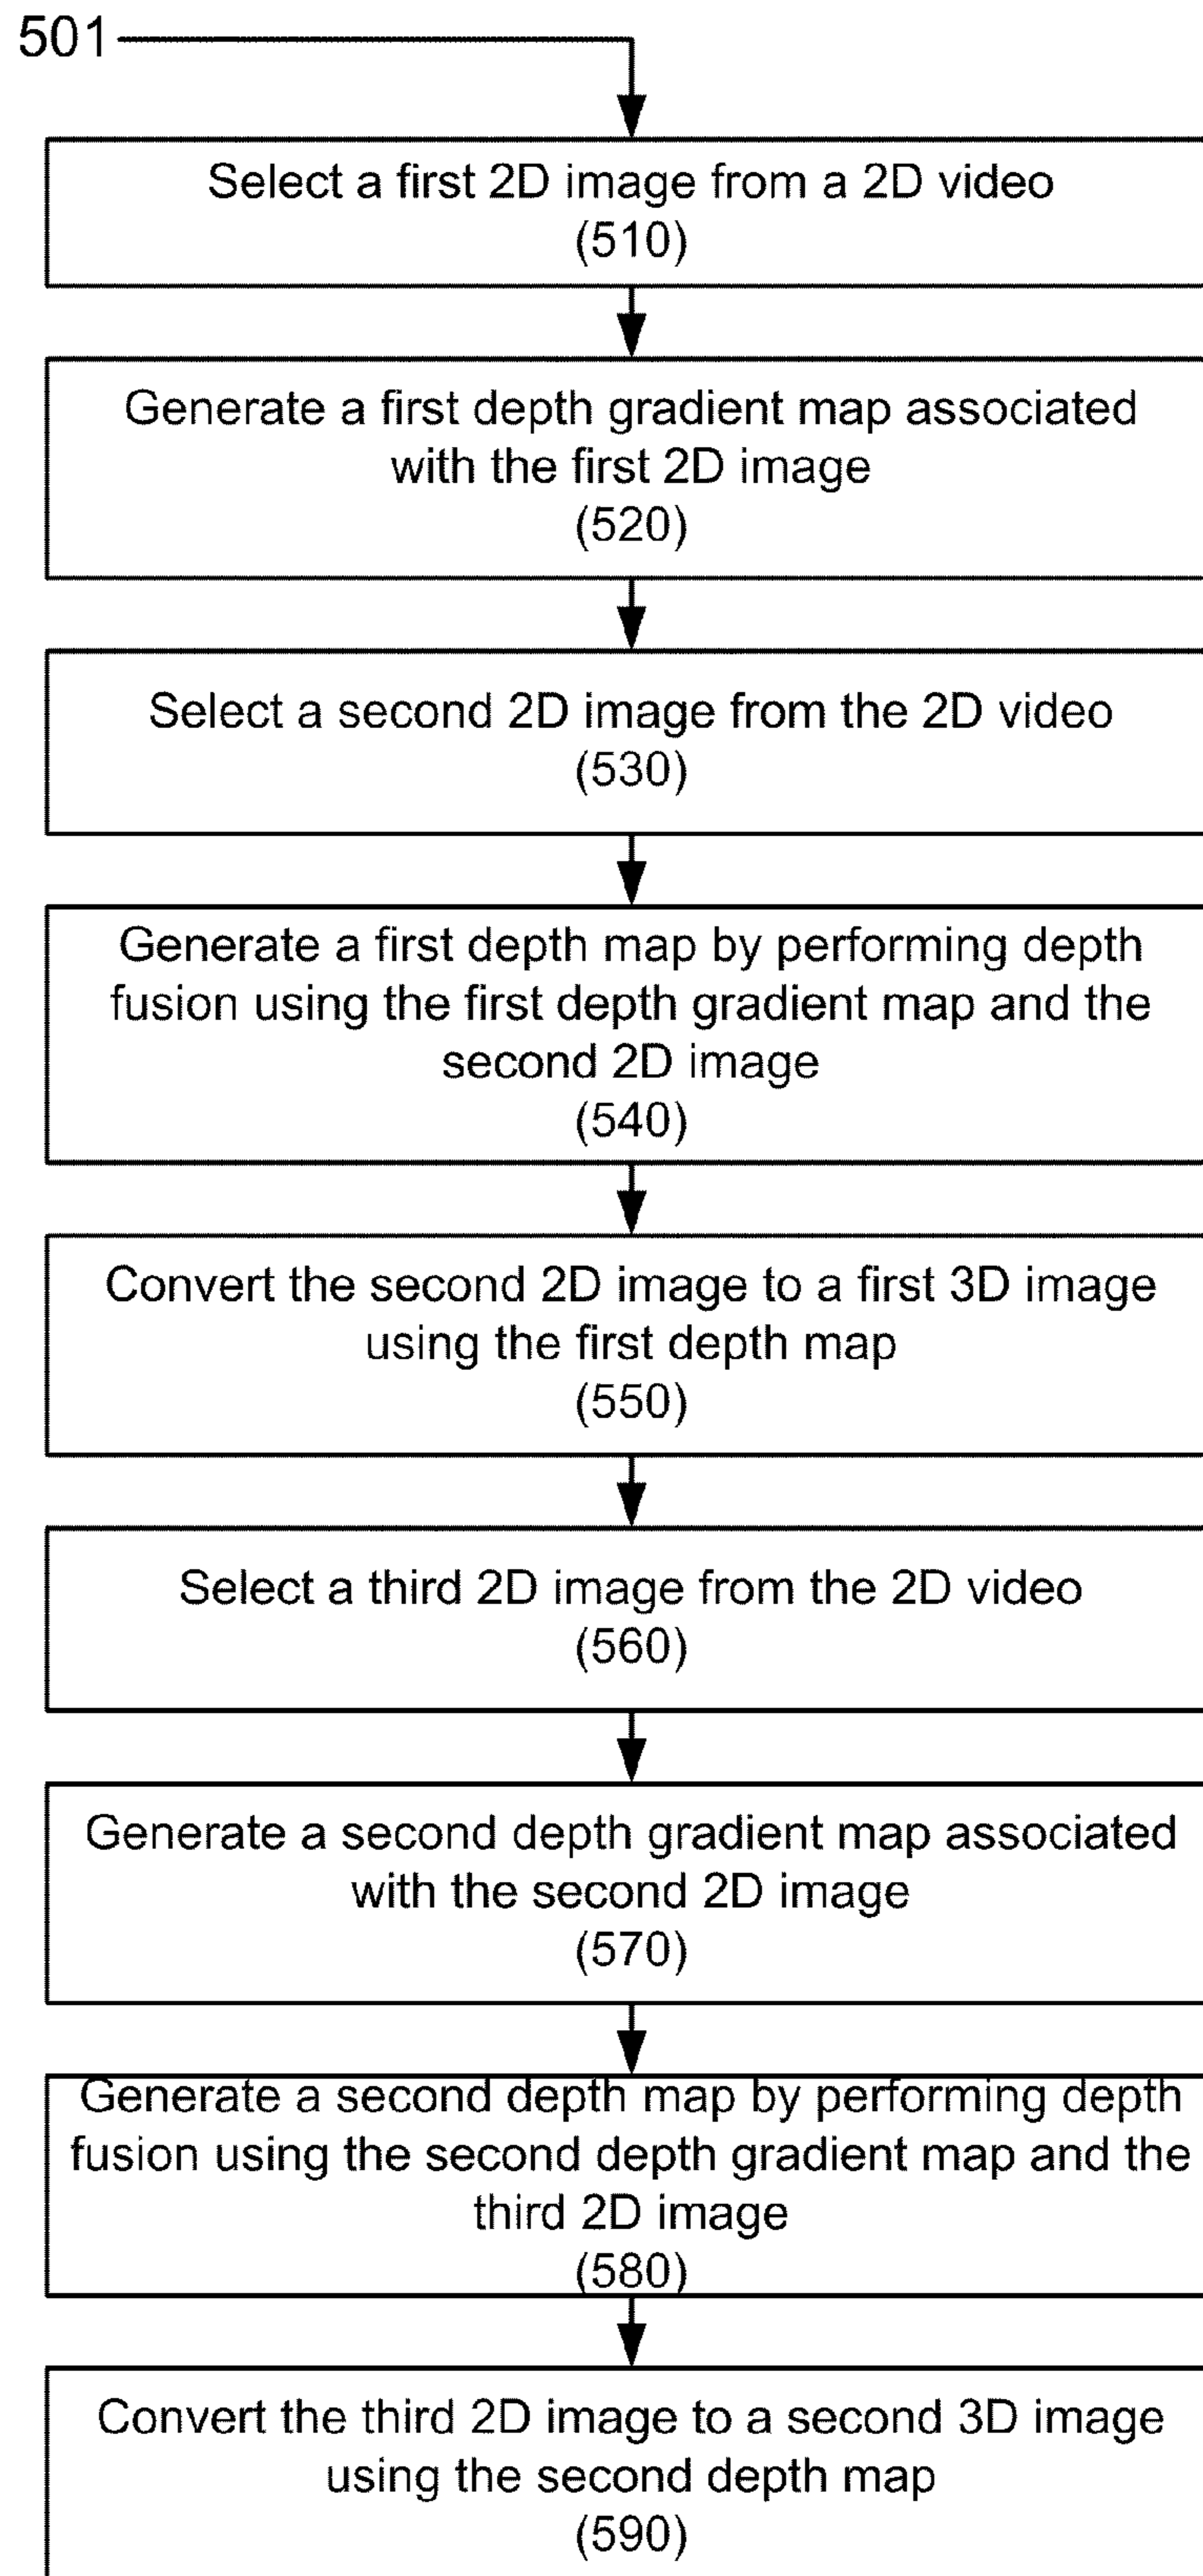 501
Select a first 2D image from a 2D video
(510)
Generate a first depth gradient map associated
with the first 2D image
(520)
Select a second 2D image from the 2D video
(530)
Generate a first depth map by performing depth
fusion using the first depth gradient map and the
second 2D image
(540)
Convert the second 2D image to a first 3D image
using the first depth map
(550)
Select a third 2D image from the 2D video
(560)
Generate a second depth gradient map associated
with the second 2D image
(570)
Generate a second depth map by performing depth
fusion using the second depth gradient map and the
third 2D image
(580)
Convert the third 2D image to a second 3D image
using the second depth map
(590)